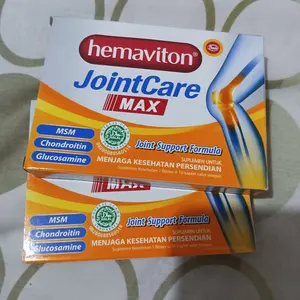 hemaviton®
JointCare
MAX
MSM
Chondroitin
Glucosamine
Joint Support Formula
SUPLEMEN UNTUK
MENJAGA KESEHATAN PERSENDIAN
MAX
MSM
Chondroitin
Glucosamine
Joint Support Formula
SUPLEMEN UNTUK
MENJAGA KESEHATAN PERSENDIAN